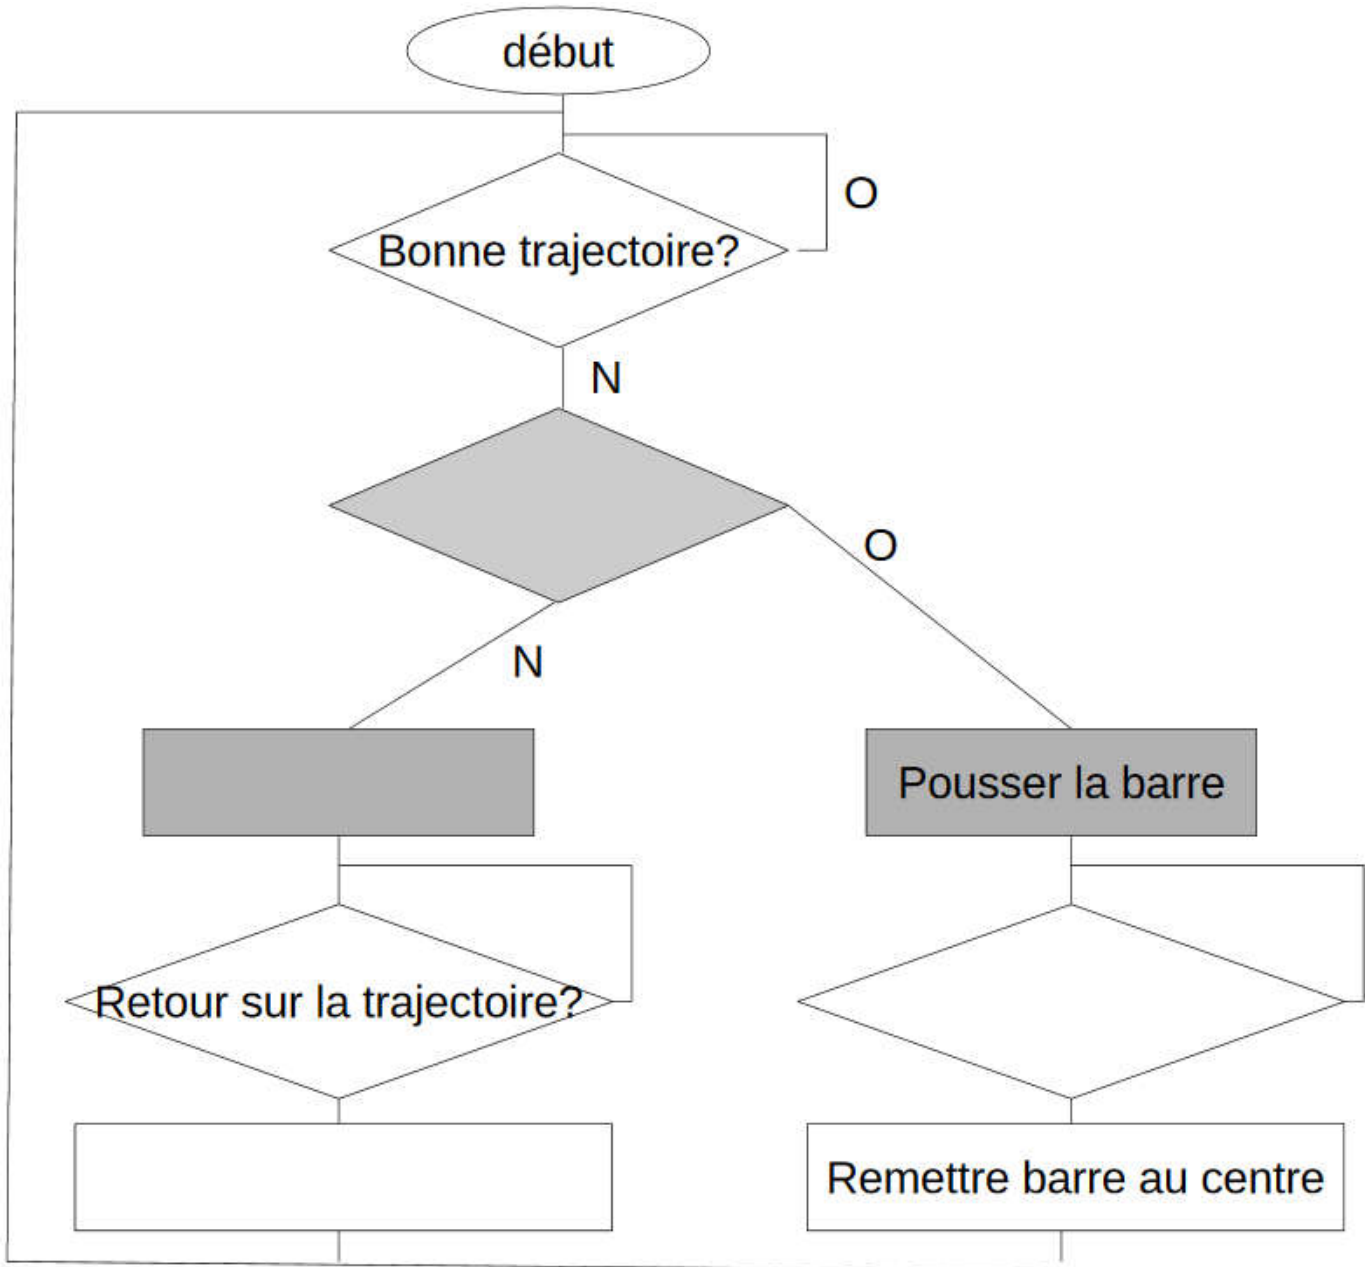 début
O
Bonne trajectoire?
N
O
N
Pousser la barre
Retour sur la trajectoire?
Remettre barre au centre